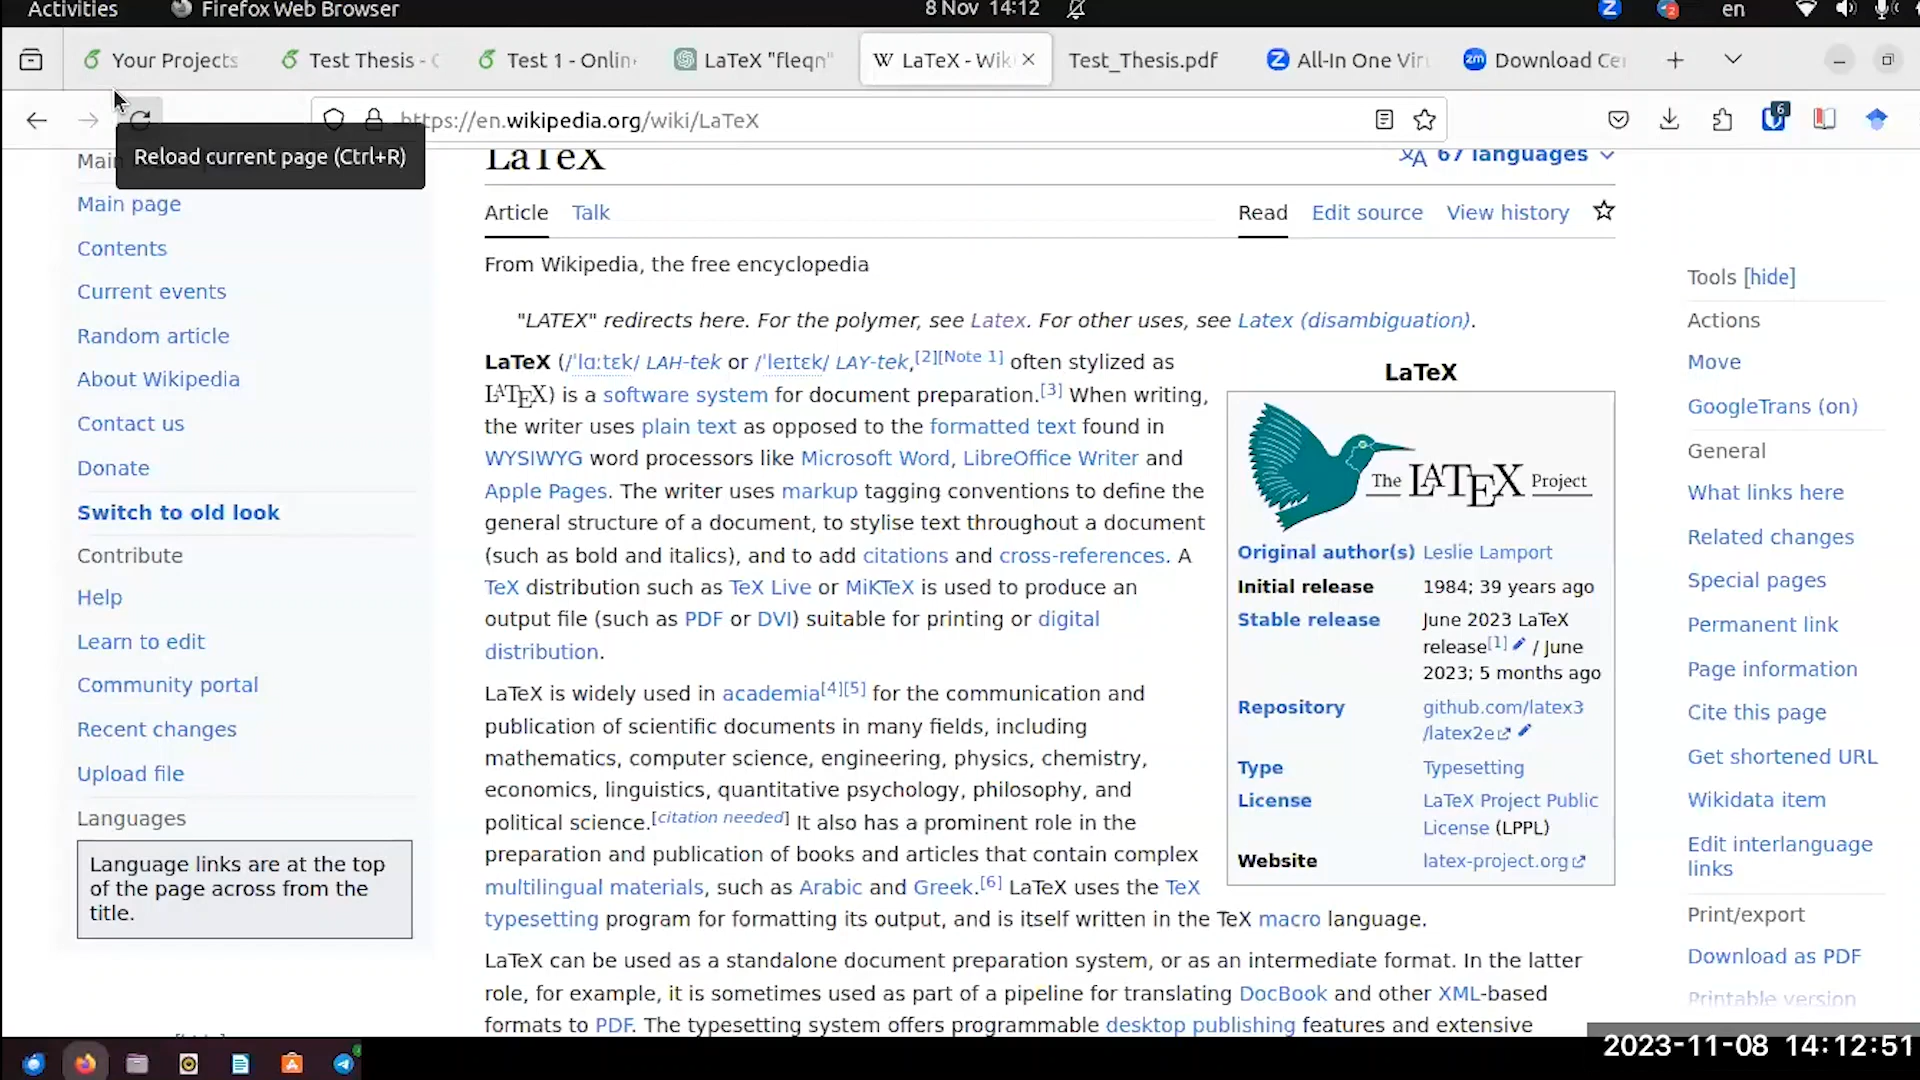 Activities Firefox Web Browser 8 Nov 14:12 en
Your Projects Test Thesis - Test 1 - Onlin LaTeX "fleqn" LaTeX - Wik Test_Thesis.pdf All-In One Vir Download Cer
https://en.wikipedia.org/wiki/LaTeX 6
Reload current page (Ctrl+R)
Main page
Contents
Current events
Random article
About Wikipedia
Contact us
Donate
Switch to old look
Contribute
Help
Learn to edit
Community portal
Recent changes
Upload file
Languages
Language links are at the top
of the page across from the
title.
LaTeX
67 languages
Article Talk Read Edit source View history
From Wikipedia, the free encyclopedia
"LATEX" redirects here. For the polymer, see Latex. For other uses, see Latex (disambiguation).
LaTeX (/ˈlɑːtɛk/ LAH-tek or /ˈleɪtɛk/ LAY-tek,[2][Note 1] often stylized as
LATEX) is a software system for document preparation.[3] When writing,
the writer uses plain text as opposed to the formatted text found in
WYSIWYG word processors like Microsoft Word, LibreOffice Writer and
Apple Pages. The writer uses markup tagging conventions to define the
general structure of a document, to stylise text throughout a document
(such as bold and italics), and to add citations and cross-references. A
TeX distribution such as TeX Live or MiKTeX is used to produce an
output file (such as PDF or DVI) suitable for printing or digital
distribution.
LaTeX is widely used in academia[4][5] for the communication and
publication of scientific documents in many fields, including
mathematics, computer science, engineering, physics, chemistry,
economics, linguistics, quantitative psychology, philosophy, and
political science.[citation needed] It also has a prominent role in the
preparation and publication of books and articles that contain complex
multilingual materials, such as Arabic and Greek.[6] LaTeX uses the TeX
typesetting program for formatting its output, and is itself written in the TeX macro language.
LaTeX can be used as a standalone document preparation system, or as an intermediate format. In the latter
role, for example, it is sometimes used as part of a pipeline for translating DocBook and other XML-based
formats to PDF. The typesetting system offers programmable desktop publishing features and extensive
LaTeX
The LATEX Project
Original author(s) Leslie Lamport
Initial release 1984; 39 years ago
Stable release June 2023 LaTeX
release[1] / June
2023; 5 months ago
Repository github.com/latex3
/latex2e
Type Typesetting
License LaTeX Project Public
License (LPPL)
Website latex-project.org
Tools [hide]
Actions
Move
GoogleTrans (on)
General
What links here
Related changes
Special pages
Permanent link
Page information
Cite this page
Get shortened URL
Wikidata item
Edit interlanguage
links
Print/export
Download as PDF
Printable version
2023-11-08 14:12:51